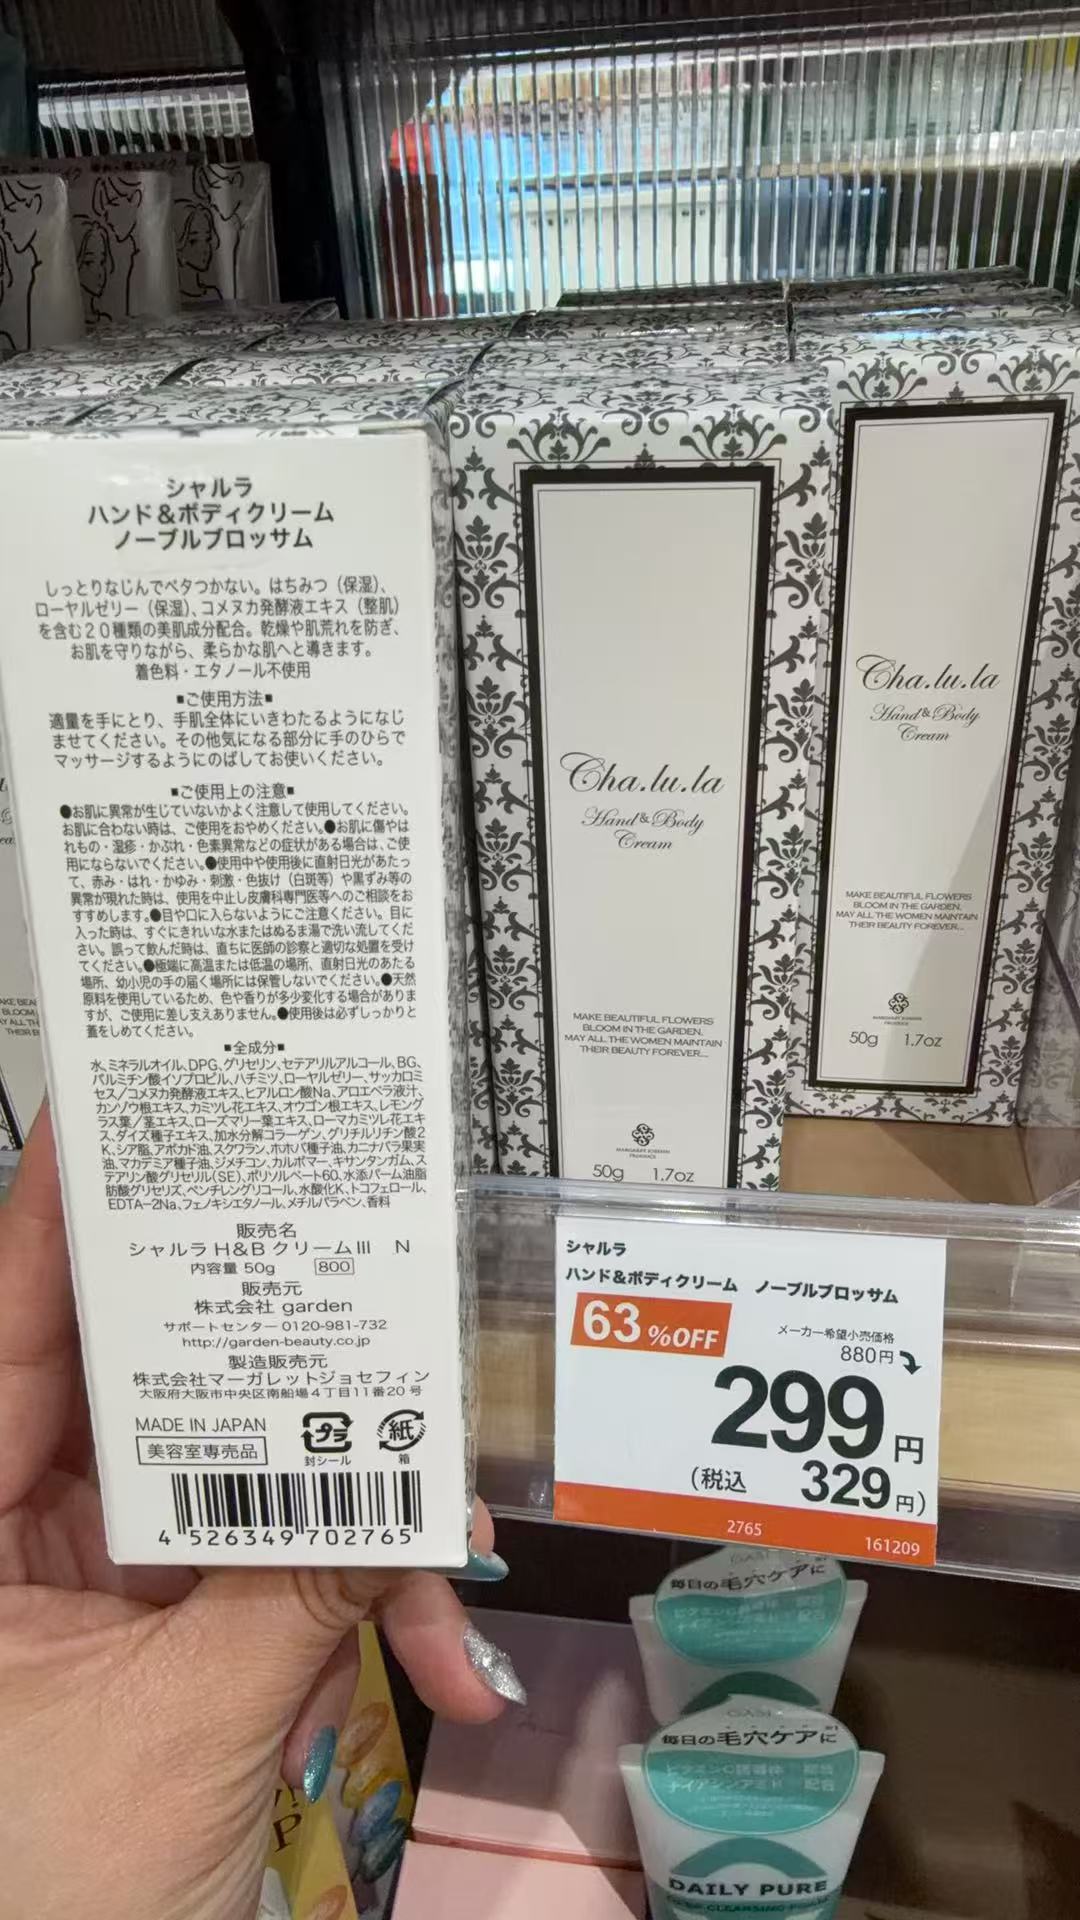 シャルラ
ハンド＆ボディクリーム
ノーブルブロッサム
しっとりなじんでベタつかない。はちみつ（保湿）、
ローヤルゼリー（保湿）、コメヌカ発酵液エキス（整肌）
を含む20種類の美肌成分配合。乾燥や肌荒れを防ぎ、
お肌を守りながら、柔らかな肌へと導きます。
着色料・エタノール不使用
■ご使用方法■
適量を手にとり、手肌全体にいきわたるようになじ
ませてください。その他気になる部分に手のひらで
マッサージするようにのばしてお使いください。
■ご使用上の注意■
●お肌に異常が生じていないかよく注意して使用してください。
お肌に合わない時は、ご使用をおやめください。●お肌に傷やは
れもの・湿疹・かぶれ・色素異常などの症状がある場合は、ご使
用にならないでください。●使用中や使用後に直射日光があたっ
て、赤み・はれ・かゆみ・刺激・色抜け（白斑等）や黒ずみ等の
異常が現れた時は、使用を中止し皮膚科専門医等へのご相談をお
すすめします。●目や口に入らないようにご注意ください。目に
入った時は、すぐにきれいな水またはぬるま湯で洗い流してくだ
さい。誤って飲んだ時は、直ちに医師の診察と適切な処置を受け
てください。●極端に高温または低温の場所、直射日光のあたる
場所、幼小児の手の届く場所には保管しないでください。●天然
原料を使用しているため、色や香りが多少変化する場合がありま
すが、ご使用に差し支えありません。●使用後は必ずしっかりと
蓋をしめてください。
■全成分■
水、ミネラルオイル、DPG、グリセリン、セテアリルアルコール、BG、
パルミチン酸イソプロピル、ハチミツ、ローヤルゼリー、サッカロミ
セス／コメヌカ発酵液エキス、ヒアルロン酸Na、アロエベラ液汁、
カンゾウ根エキス、カミツレ花エキス、オウゴン根エキス、レモング
ラス葉／茎エキス、ローズマリー葉エキス、ローマカミツレ花エキ
ス、ダイズ種子エキス、加水分解コラーゲン、グリチルリチン酸2
K、シア脂、アボカド油、スクワラン、ホホバ種子油、カニナバラ果実
油、マカデミア種子油、ジメチコン、カルボマー、キサンタンガム、ス
テアリン酸グリセリル(SE)、ポリソルベート60、水添パーム油脂
肪酸グリセリズ、ペンチレングリコール、水酸化K、トコフェロール、
EDTA-2Na、フェノキシエタノール、メチルパラベン、香料
販売名
シャルラ H&B クリームⅢ N
内容量 50g 800
販売元
株式会社 garden
サポートセンター 0120-981-732
http://garden-beauty.co.jp
製造販売元
株式会社マーガレットジョセフィン
大阪府大阪市中央区南船場4丁目11番20号
MADE IN JAPAN
美容室専売品
プラ
封シール
紙
箱
4 526349 702765
Cha.lu.la
Hand & Body
Cream
MAKE BEAUTIFUL FLOWERS
BLOOM IN THE GARDEN.
MAY ALL THE WOMEN MAINTAIN
THEIR BEAUTY FOREVER...
50g 1.7oz
Cha.lu.la
Hand & Body
Cream
MAKE BEAUTIFUL FLOWERS
BLOOM IN THE GARDEN.
MAY ALL THE WOMEN MAINTAIN
THEIR BEAUTY FOREVER...
50g 1.7oz
シャルラ
ハンド＆ボディクリーム ノーブルブロッサム
63%OFF
メーカー希望小売価格
880円
299円
(税込 329円)
2765
161209
毎日の毛穴ケアに
毎日の毛穴ケアに
ビタミンC誘導体
ナイアシンアミド 配合
DAILY PURE